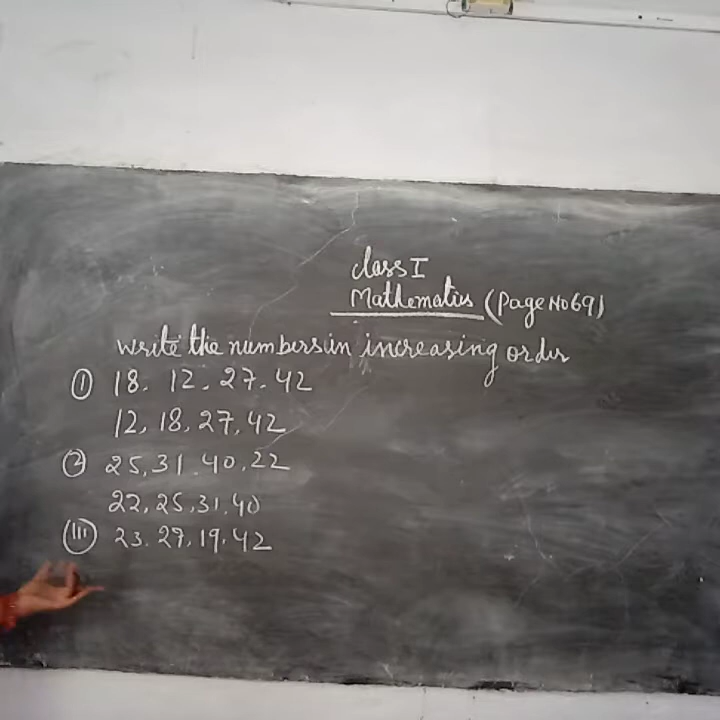 Class I
Mathematics (Page No 69)
write the numbers in increasing order
① 18, 12, 27, 42
12, 18, 27, 42
② 25, 31, 40, 22
22, 25, 31, 40
(III) 23, 27, 19, 42